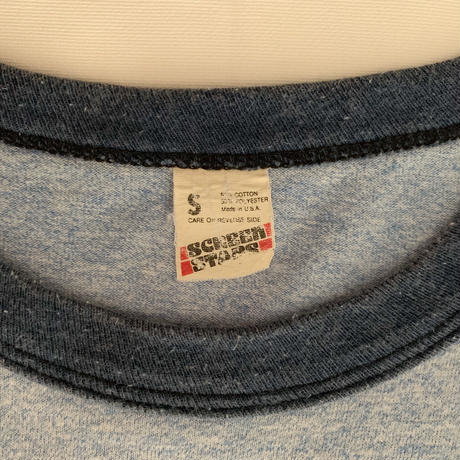 S
50% COTTON
50% POLYESTER
Made in U.S.A.
CARE ON REVERSE SIDE
SCREEN
STARS